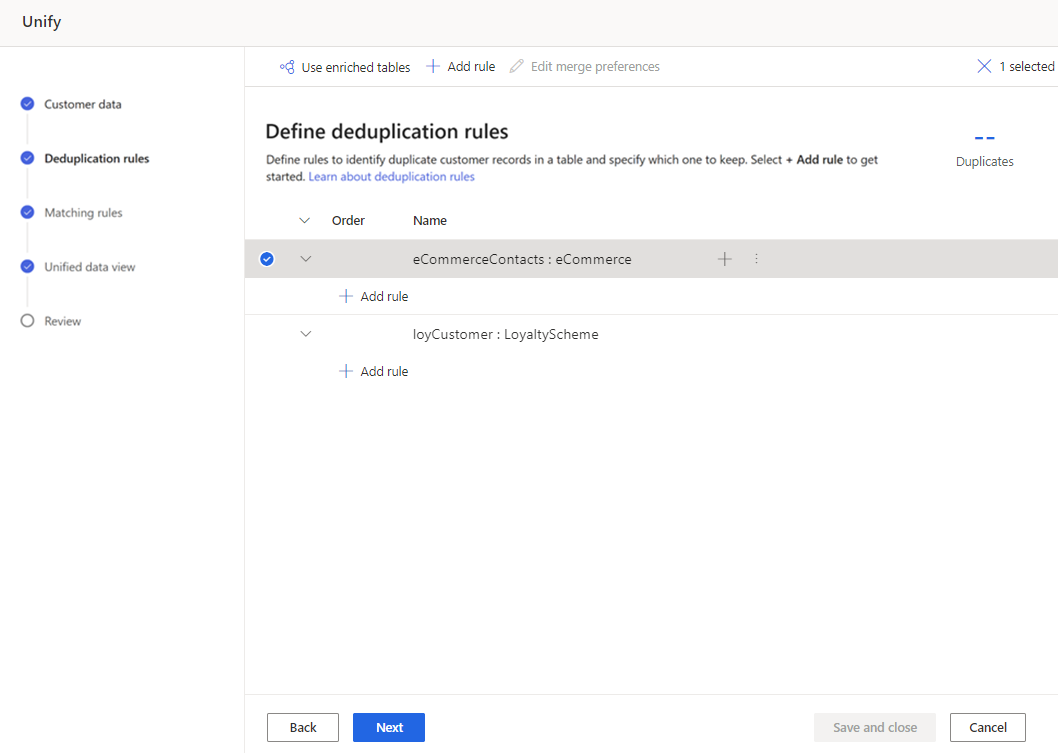 Unify
Use enriched tables
Add rule
Edit merge preferences
1 selected
Customer data
Deduplication rules
Matching rules
Unified data view
Review
Define deduplication rules
Define rules to identify duplicate customer records in a table and specify which one to keep. Select + Add rule to get
started. Learn about deduplication rules
--
Duplicates
Order Name
eCommerceContacts : eCommerce
Add rule
loyCustomer : LoyaltyScheme
Add rule
Back
Next
Save and close
Cancel